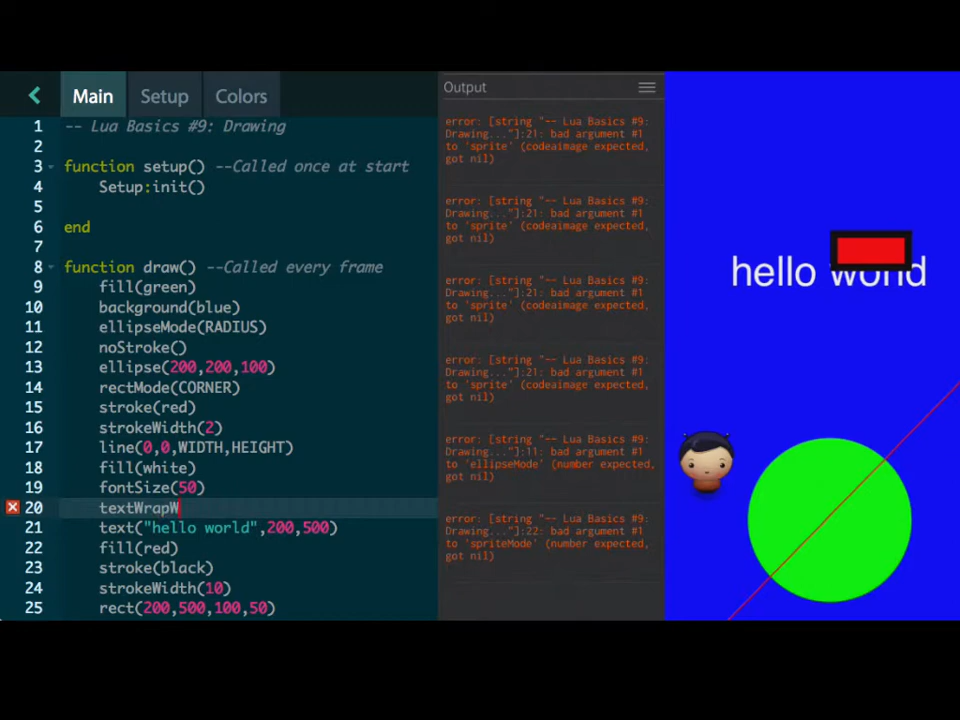 Main Setup Colors
1 -- Lua Basics #9: Drawing
2
3 function setup() --Called once at start
4 Setup:init()
5
6 end
7
8 function draw() --Called every frame
9 fill(green)
10 background(blue)
11 ellipseMode(RADIUS)
12 noStroke()
13 ellipse(200,200,100)
14 rectMode(CORNER)
15 stroke(red)
16 strokeWidth(2)
17 line(0,0,WIDTH,HEIGHT)
18 fill(white)
19 fontSize(50)
20 textWrapW
21 text("hello world",200,500)
22 fill(red)
23 stroke(black)
24 strokeWidth(10)
25 rect(200,500,100,50)
Output
error: [string "-- Lua Basics #9:
Drawing..."]:21: bad argument #1
to 'sprite' (codeaimage expected,
got nil)
error: [string "-- Lua Basics #9:
Drawing..."]:21: bad argument #1
to 'sprite' (codeaimage expected,
got nil)
error: [string "-- Lua Basics #9:
Drawing..."]:21: bad argument #1
to 'sprite' (codeaimage expected,
got nil)
error: [string "-- Lua Basics #9:
Drawing..."]:21: bad argument #1
to 'sprite' (codeaimage expected,
got nil)
error: [string "-- Lua Basics #9:
Drawing..."]:11: bad argument #1
to 'ellipseMode' (number expected,
got nil)
error: [string "-- Lua Basics #9:
Drawing..."]:22: bad argument #1
to 'spriteMode' (number expected,
got nil)
hello world